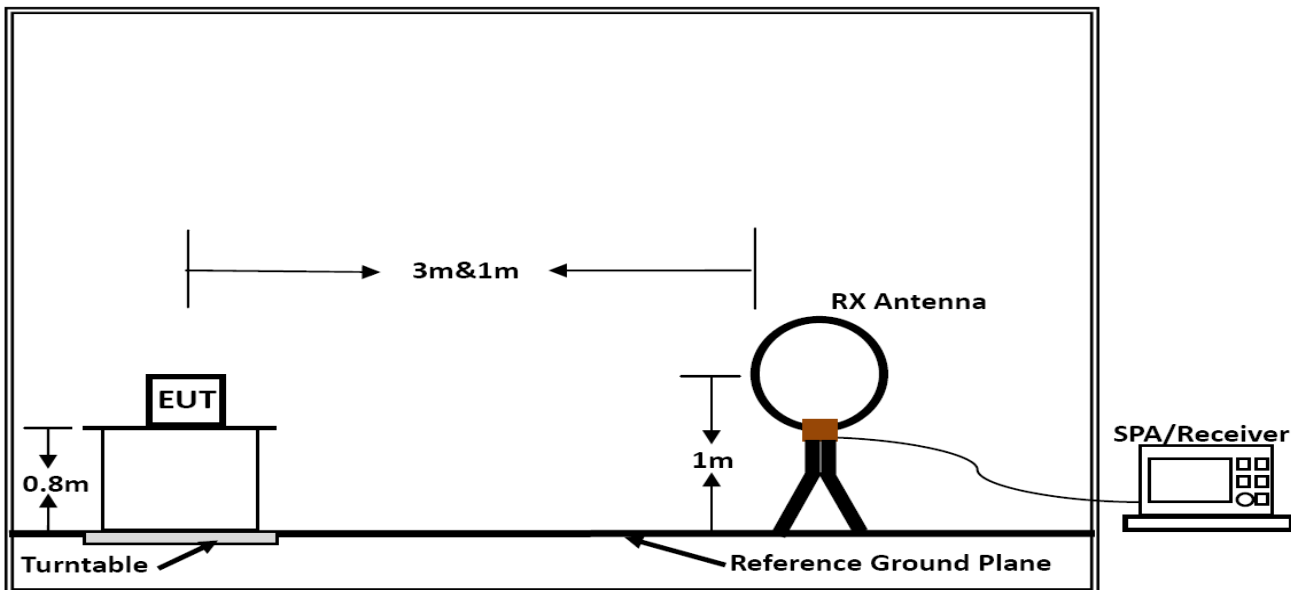 3m&1m
RX Antenna
EUT
SPA/Receiver
1m
0.8m
Turntable
Reference Ground Plane